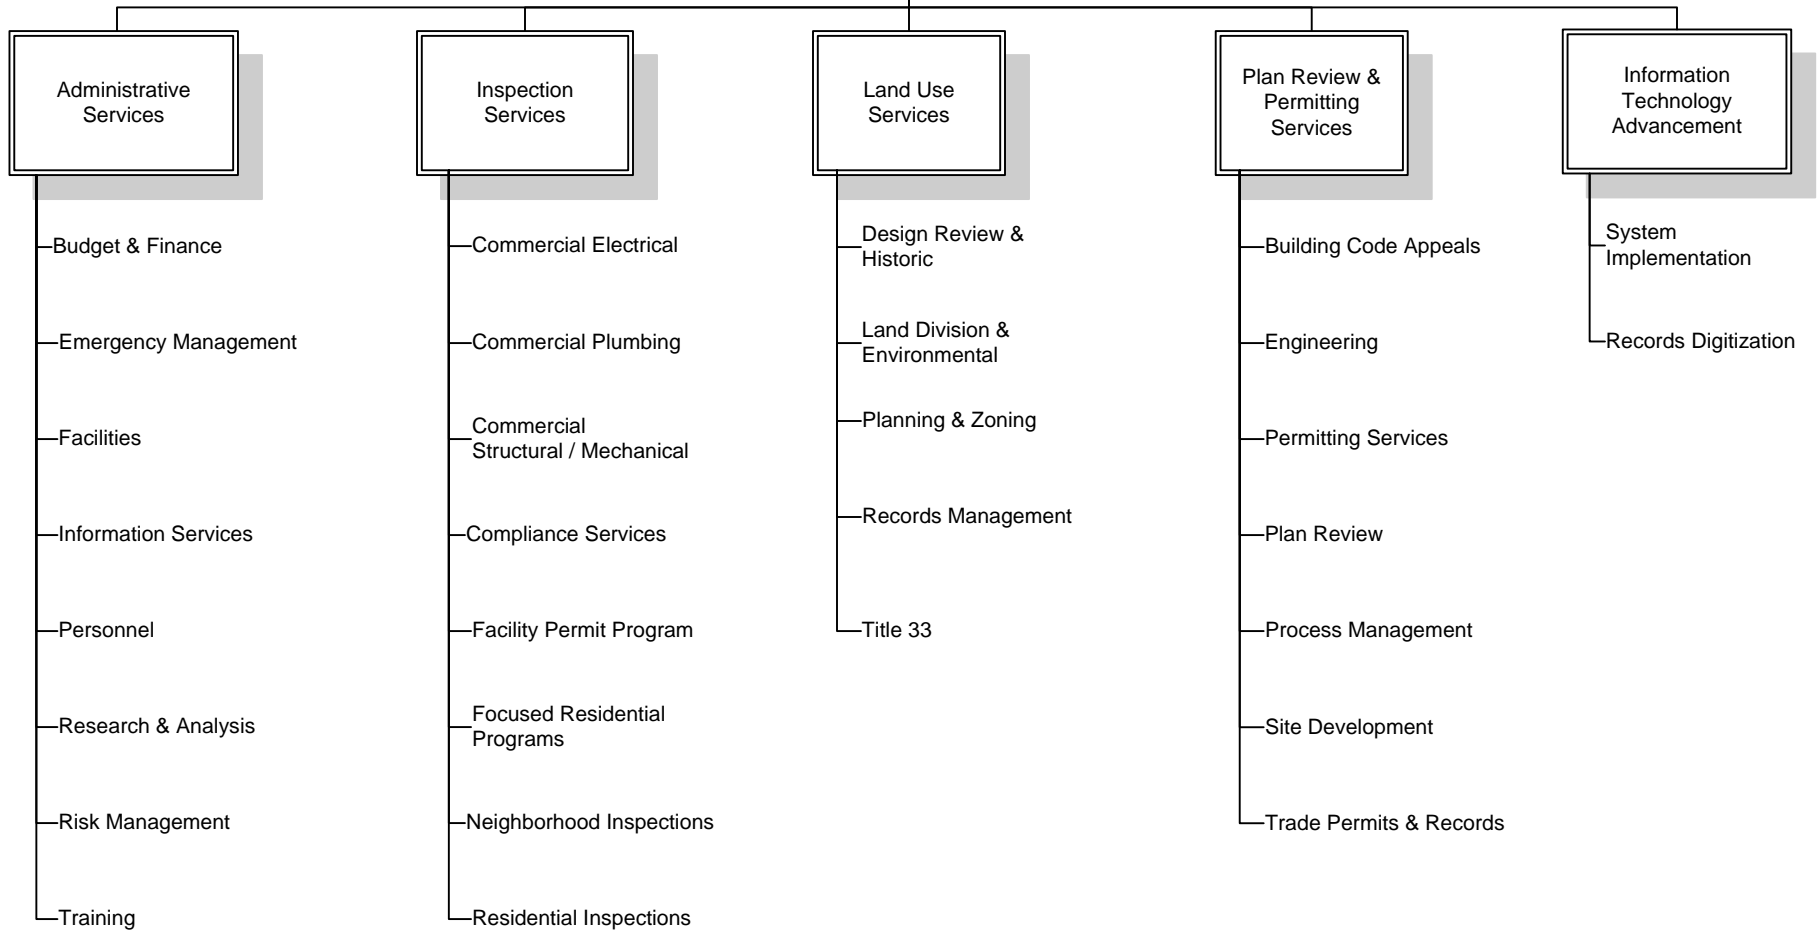 Administrative
Services
Budget & Finance
Emergency Management
Facilities
Information Services
Personnel
Research & Analysis
Risk Management
Training
Inspection
Services
Commercial Electrical
Commercial Plumbing
Commercial
Structural / Mechanical
Compliance Services
Facility Permit Program
Focused Residential
Programs
Neighborhood Inspections
Residential Inspections
Land Use
Services
Design Review &
Historic
Land Division &
Environmental
Planning & Zoning
Records Management
Title 33
Plan Review &
Permitting
Services
Building Code Appeals
Engineering
Permitting Services
Plan Review
Process Management
Site Development
Trade Permits & Records
Information
Technology
Advancement
System
Implementation
Records Digitization